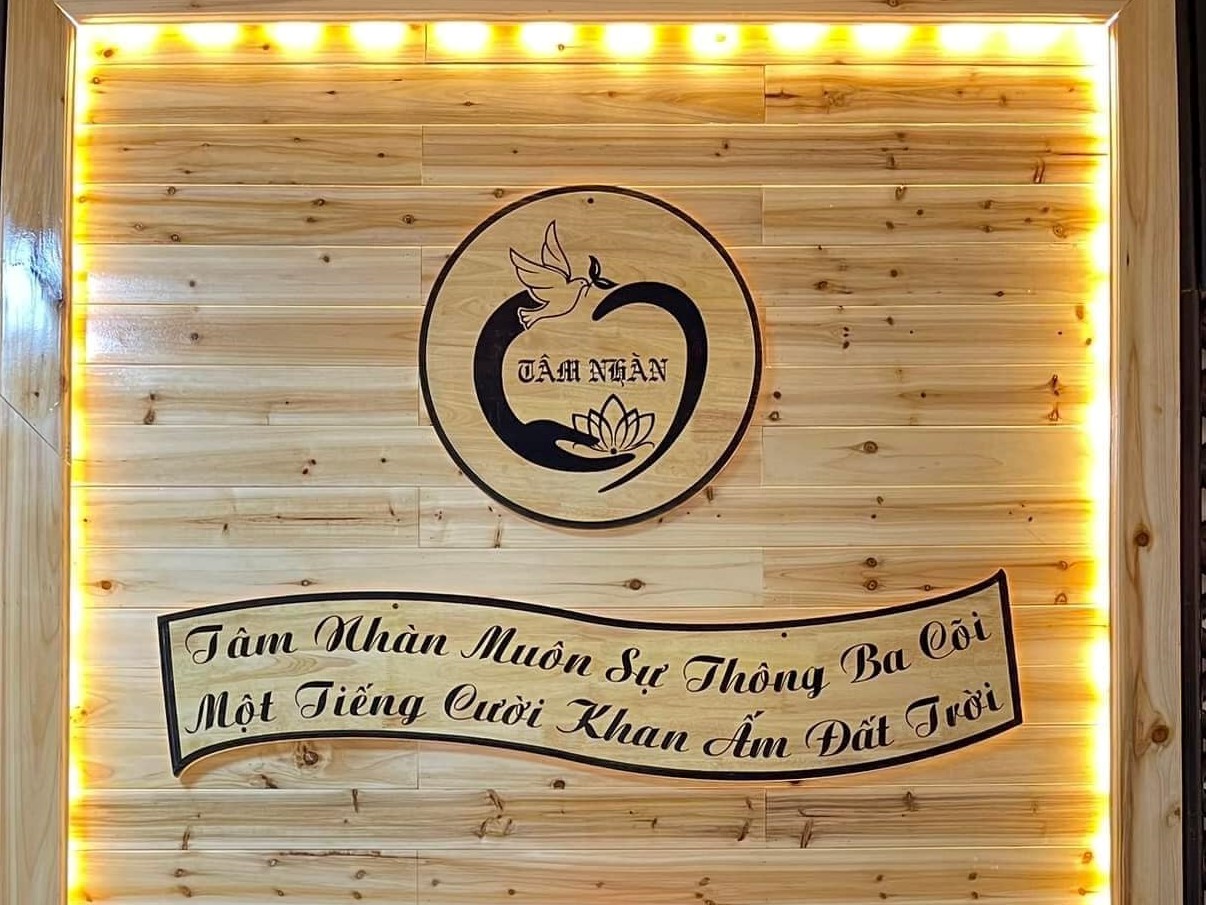 TÂM NHÀN
Tâm Nhàn Muôn Sự Thông Ba Cõi
Một Tiếng Cười Khan Ấm Đất Trời